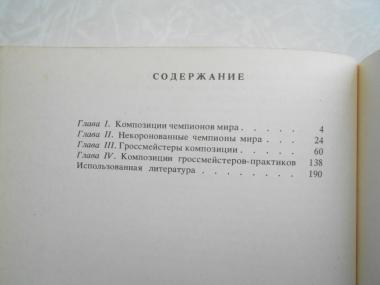 СОДЕРЖАНИЕ
Глава I. Композиции чемпионов мира . . . . . 4
Глава II. Некоронованные чемпионы мира . . . . 24
Глава III. Гроссмейстеры композиции . . . . . 60
Глава IV. Композиции гроссмейстеров-практиков 138
Использованная литература . . . . . . . . 190